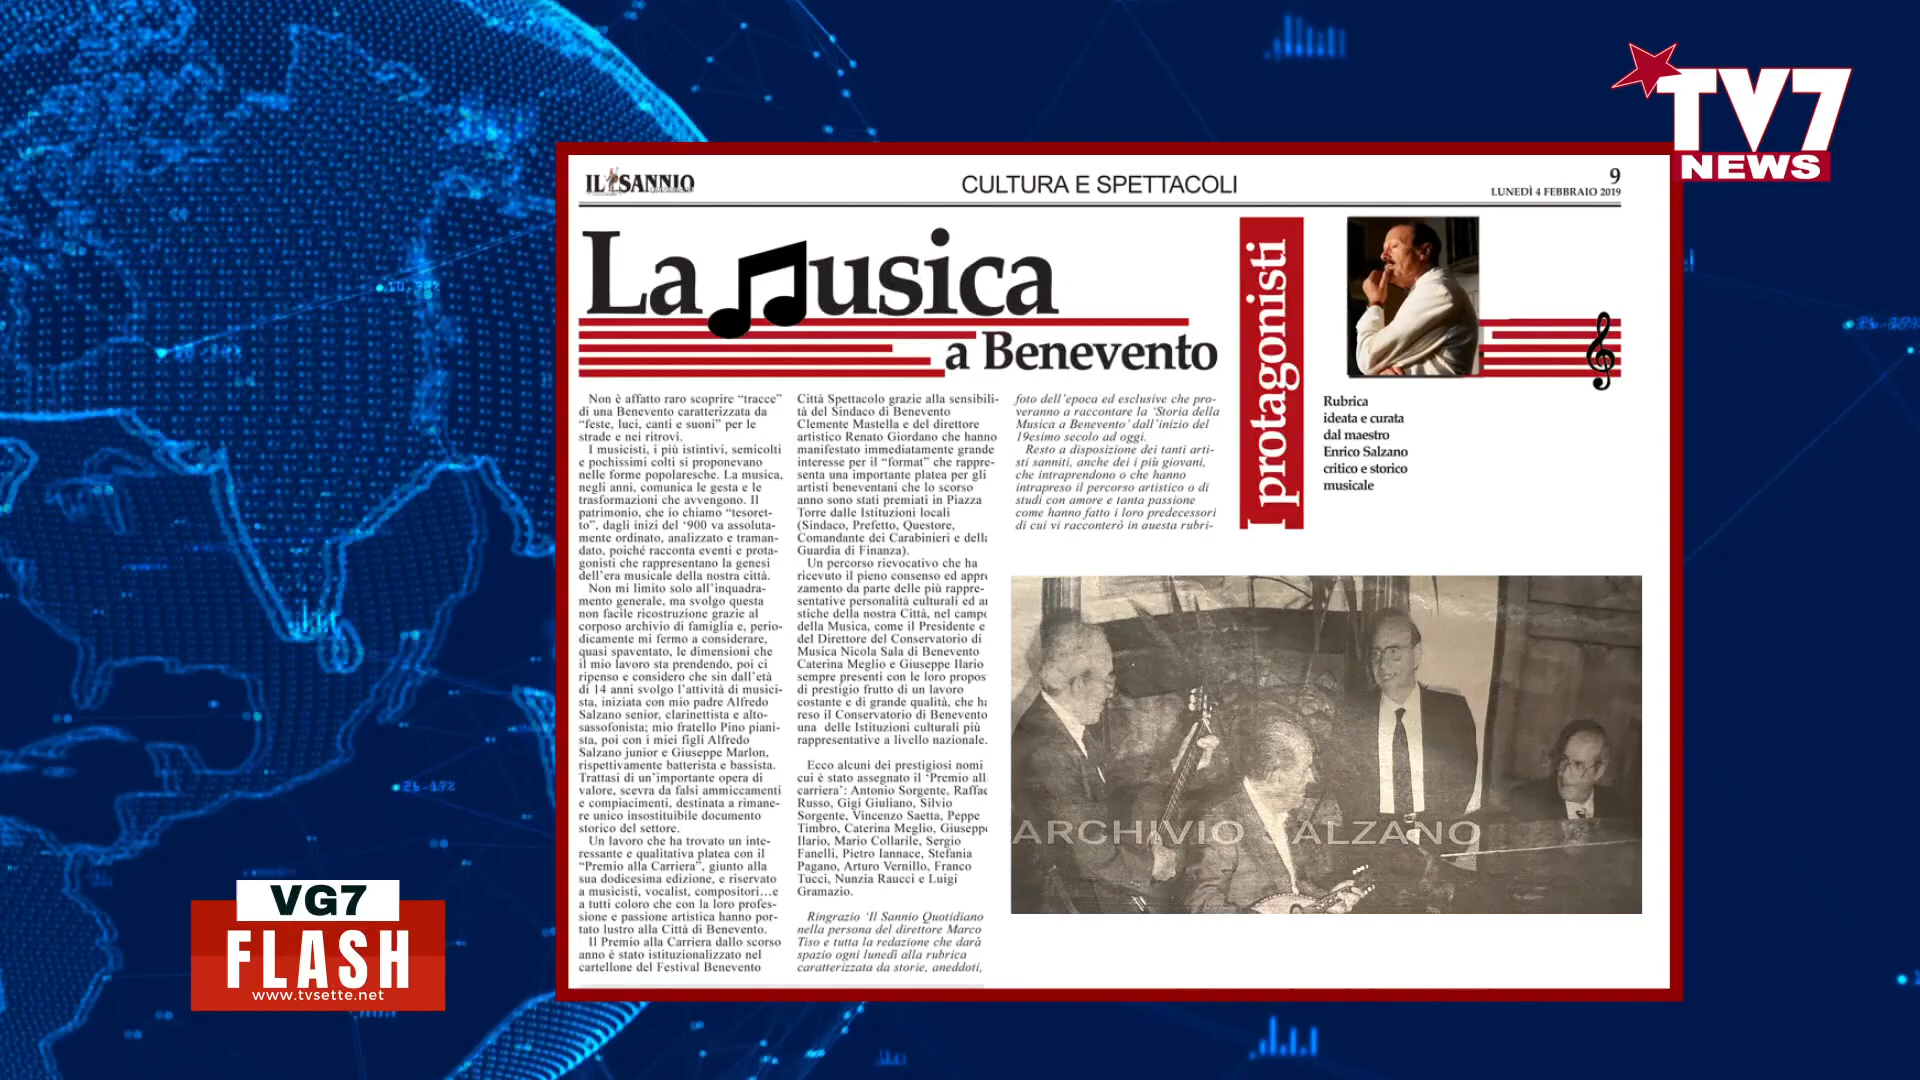 TV7
NEWS
IL SANNIO
CULTURA E SPETTACOLI
9
LUNEDÌ 4 FEBBRAIO 2019
La musica
a Benevento
I protagonisti
Rubrica
ideata e curata
dal maestro
Enrico Salzano
critico e storico
musicale
Non è affatto raro scoprire “tracce”
di una Benevento caratterizzata da
“feste, luci, canti e suoni” per le
strade e nei ritrovi.
I musicisti, i più istintivi, semicolti
e pochissimi colti si proponevano
nelle forme popolaresche. La musica,
negli anni, comunica le gesta e le
trasformazioni che avvengono. Il
patrimonio, che io chiamo “tesoret-
to”, dagli inizi del ‘900 va assoluta-
mente ordinato, analizzato e traman-
dato, poiché racconta eventi e prota-
gonisti che rappresentano la genesi
dell’era musicale della nostra città.
Non mi limito solo all’inquadra-
mento generale, ma svolgo questa
non facile ricostruzione grazie al
corposo archivio di famiglia e, perio-
dicamente mi fermo a considerare,
quasi spaventato, le dimensioni che
il mio lavoro sta prendendo, poi ci
ripenso e considero che sin dall’età
di 14 anni svolgo l’attività di musici-
sta, iniziata con mio padre Alfredo
Salzano senior, clarinettista e alto-
sassofonista; mio fratello Pino piani-
sta, poi con i miei figli Alfredo
Salzano junior e Giuseppe Marlon,
rispettivamente batterista e bassista.
Trattasi di un’importante opera di
valore, scevra da falsi ammiccamenti
e compiacimenti, destinata a rimane-
re unico insostituibile documento
storico del settore.
Un lavoro che ha trovato un inte-
ressante e qualitativa platea con il
“Premio alla Carriera”, giunto alla
sua dodicesima edizione, e riservato
a musicisti, vocalist, compositori…e
a tutti coloro che con la loro profes-
sione e passione artistica hanno por-
tato lustro alla Città di Benevento.
Il Premio alla Carriera dallo scorso
anno è stato istituzionalizzato nel
cartellone del Festival Benevento
Città Spettacolo grazie alla sensibili-
tà del Sindaco di Benevento
Clemente Mastella e del direttore
artistico Renato Giordano che hanno
manifestato immediatamente grande
interesse per il “format” che rappre-
senta una importante platea per gli
artisti beneventani che lo scorso
anno sono stati premiati in Piazza
Torre dalle Istituzioni locali
(Sindaco, Prefetto, Questore,
Comandante dei Carabinieri e della
Guardia di Finanza).
Un percorso rievocativo che ha
ricevuto il pieno consenso ed appre
zamento da parte delle più rappre-
sentative personalità culturali ed ar
stiche della nostra Città, nel campo
della Musica, come il Presidente e
del Direttore del Conservatorio di
Musica Nicola Sala di Benevento
Caterina Meglio e Giuseppe Ilario
sempre presenti con le loro propos
di prestigio frutto di un lavoro
costante e di grande qualità, che ha
reso il Conservatorio di Benevento
una delle Istituzioni culturali più
rappresentative a livello nazionale.
Ecco alcuni dei prestigiosi nomi
cui è stato assegnato il ‘Premio all
carriera’: Antonio Sorgente, Raffae
Russo, Gigi Giuliano, Silvio
Sorgente, Vincenzo Saetta, Peppe
Timbro, Caterina Meglio, Giuseppe
Ilario, Mario Collarile, Sergio
Fanelli, Pietro Iannace, Stefania
Pagano, Arturo Vernillo, Franco
Tucci, Nunzia Raucci e Luigi
Gramazio.
Ringrazio ‘Il Sannio Quotidiano
nella persona del direttore Marco
Tiso e tutta la redazione che darà
spazio ogni lunedì alla rubrica
caratterizzata da storie, aneddoti,
foto dell’epoca ed esclusive che pro-
veranno a raccontare la ‘Storia della
Musica a Benevento’ dall’inizio del
19esimo secolo ad oggi.
Resto a disposizione dei tanti arti-
sti sanniti, anche dei i più giovani,
che intraprendono o che hanno
intrapreso il percorso artistico o di
studi con amore e tanta passione
come hanno fatto i loro predecessori
di cui vi racconterò in questa rubri-
ARCHIVIO SALZANO
VG7
FLASH
www.tvsette.net